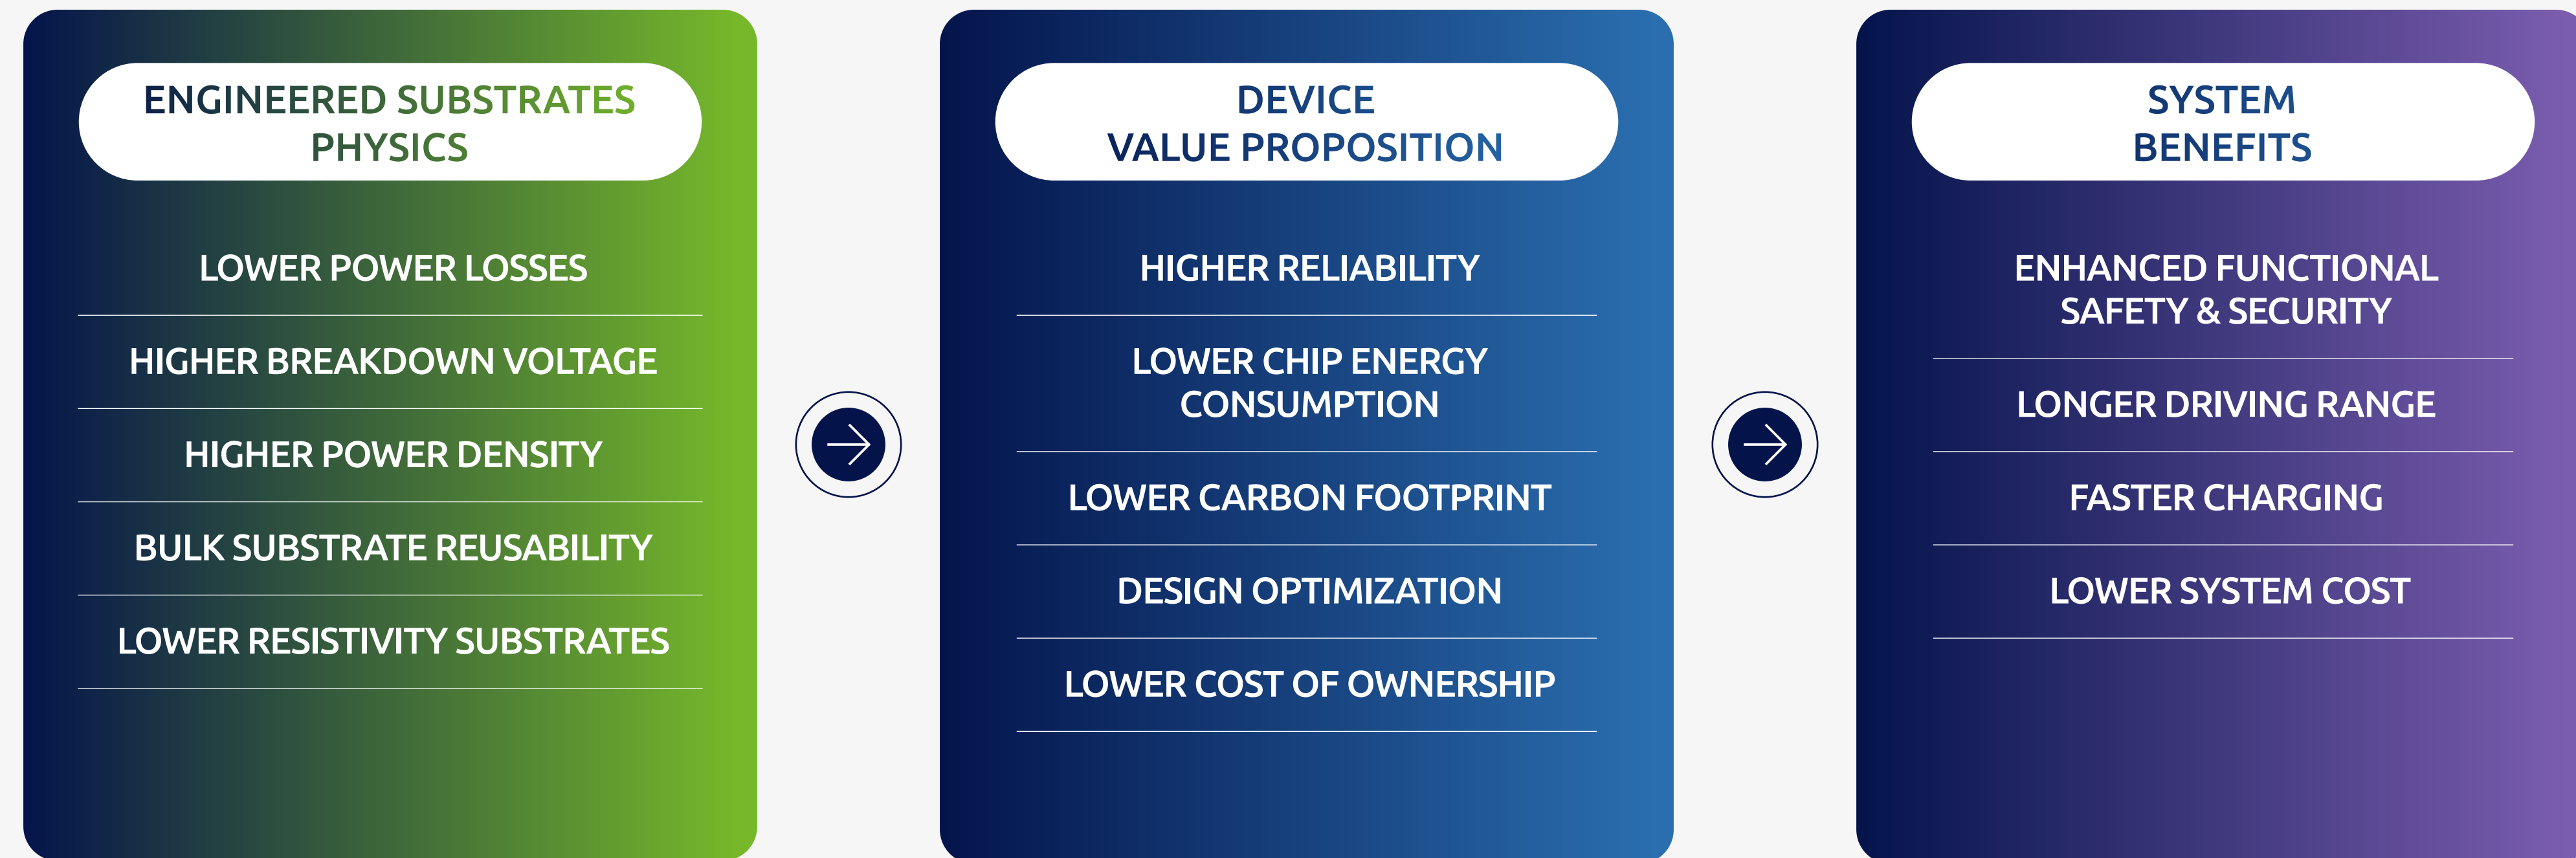 ENGINEERED SUBSTRATES
PHYSICS
LOWER POWER LOSSES
HIGHER BREAKDOWN VOLTAGE
HIGHER POWER DENSITY
BULK SUBSTRATE REUSABILITY
LOWER RESISTIVITY SUBSTRATES
DEVICE
VALUE PROPOSITION
HIGHER RELIABILITY
LOWER CHIP ENERGY
CONSUMPTION
LOWER CARBON FOOTPRINT
DESIGN OPTIMIZATION
LOWER COST OF OWNERSHIP
SYSTEM
BENEFITS
ENHANCED FUNCTIONAL
SAFETY & SECURITY
LONGER DRIVING RANGE
FASTER CHARGING
LOWER SYSTEM COST